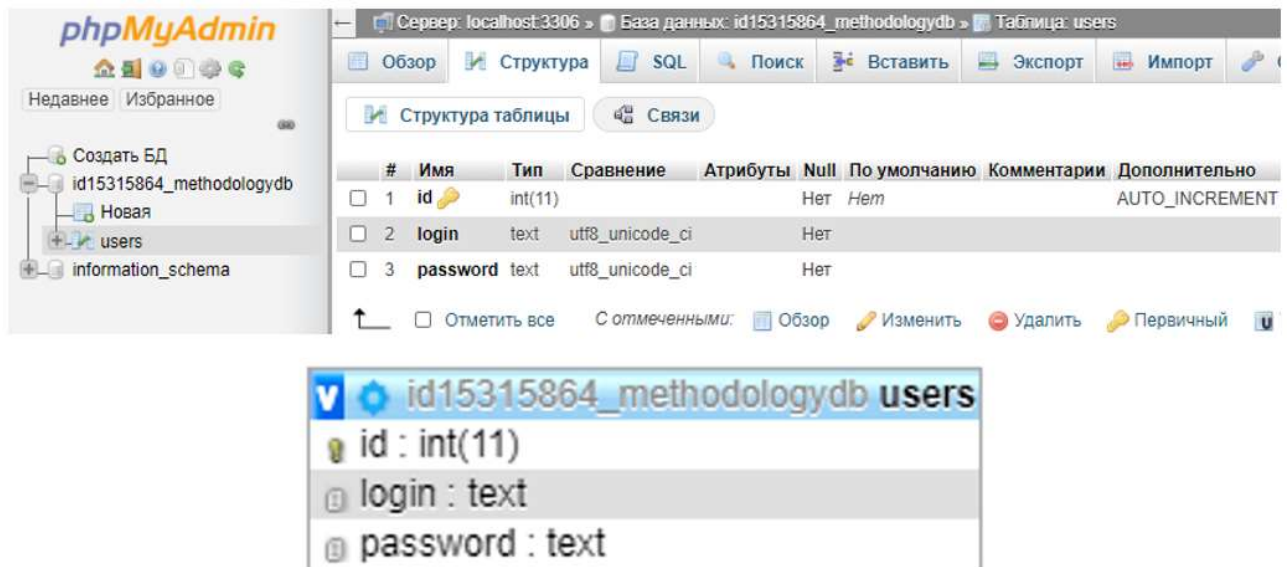 phpMyAdmin
Недавнее Избранное
Создать БД
id15315864_methodologydb
Новая
users
information_schema
← Сервер: localhost:3306 » База данных: id15315864_methodologydb » Таблица: users
Обзор Структура SQL Поиск Вставить Экспорт Импорт
Структура таблицы Связи
# Имя Тип Сравнение Атрибуты Null По умолчанию Комментарии Дополнительно
1 id int(11) Нет Нет AUTO_INCREMENT
2 login text utf8_unicode_ci Нет
3 password text utf8_unicode_ci Нет
Отметить все С отмеченными: Обзор Изменить Удалить Первичный U
V id15315864_methodologydb users
id : int(11)
login : text
password : text